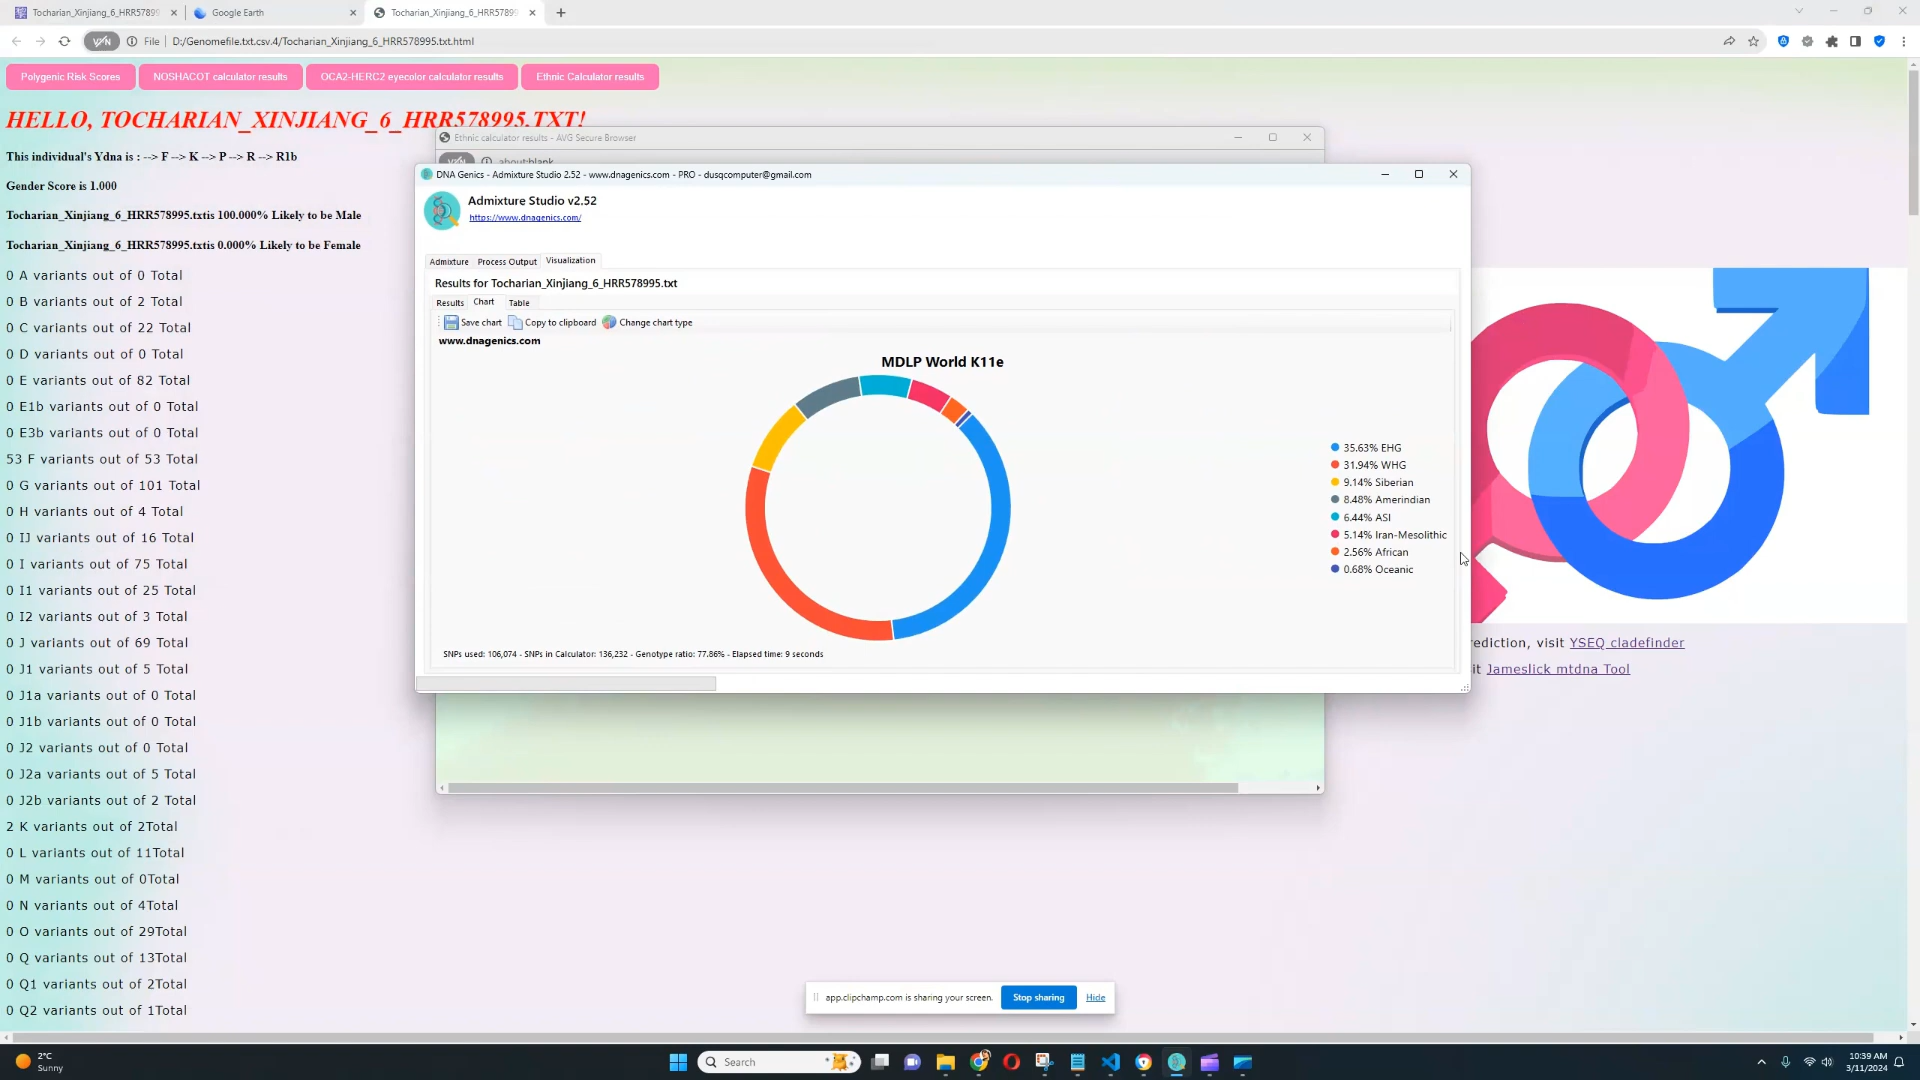 Tocharian_Xinjiang_6_HRR57899
Google Earth
Tocharian_Xinjiang_6_HRR57899
File
D:/Genomefile.txt.csv.4/Tocharian_Xinjiang_6_HRR578995.txt.html
Polygenic Risk Scores
NOSHACOT calculator results
OCA2-HERC2 eyecolor calculator results
Ethnic Calculator results
HELLO, TOCHARIAN_XINJIANG_6_HRR578995.TXT!
This individual's Ydna is : --> F --> K --> P --> R --> R1b
Gender Score is 1.000
Tocharian_Xinjiang_6_HRR578995.txtis 100.000% Likely to be Male
Tocharian_Xinjiang_6_HRR578995.txtis 0.000% Likely to be Female
0 A variants out of 0 Total
0 B variants out of 2 Total
0 C variants out of 22 Total
0 D variants out of 0 Total
0 E variants out of 82 Total
0 E1b variants out of 0 Total
0 E3b variants out of 0 Total
53 F variants out of 53 Total
0 G variants out of 101 Total
0 H variants out of 4 Total
0 IJ variants out of 16 Total
0 I variants out of 75 Total
0 I1 variants out of 25 Total
0 I2 variants out of 3 Total
0 J variants out of 69 Total
0 J1 variants out of 5 Total
0 J1a variants out of 0 Total
0 J1b variants out of 0 Total
0 J2 variants out of 0 Total
0 J2a variants out of 5 Total
0 J2b variants out of 2 Total
2 K variants out of 2Total
0 L variants out of 11Total
0 M variants out of 0Total
0 N variants out of 4Total
0 O variants out of 29Total
0 Q variants out of 13Total
0 Q1 variants out of 2Total
0 Q2 variants out of 1Total
Ethnic calculator results - AVG Secure Browser
about:blank
DNA Genics - Admixture Studio 2.52 - www.dnagenics.com - PRO - dusqcomputer@gmail.com
Admixture Studio v2.52
https://www.dnagenics.com/
Admixture
Process Output
Visualization
Results for Tocharian_Xinjiang_6_HRR578995.txt
Results
Chart
Table
Save chart
Copy to clipboard
Change chart type
www.dnagenics.com
MDLP World K11e
35.63% EHG
31.94% WHG
9.14% Siberian
8.48% Amerindian
6.44% ASI
5.14% Iran-Mesolithic
2.56% African
0.68% Oceanic
SNPs used: 106,074 - SNPs in Calculator: 136,232 - Genotype ratio: 77.86% - Elapsed time: 9 seconds
rediction, visit YSEQ cladefinder
it Jameslick mtdna Tool
app.clipchamp.com is sharing your screen.
Stop sharing
Hide
2°C
Sunny
Search
10:39 AM
3/11/2024